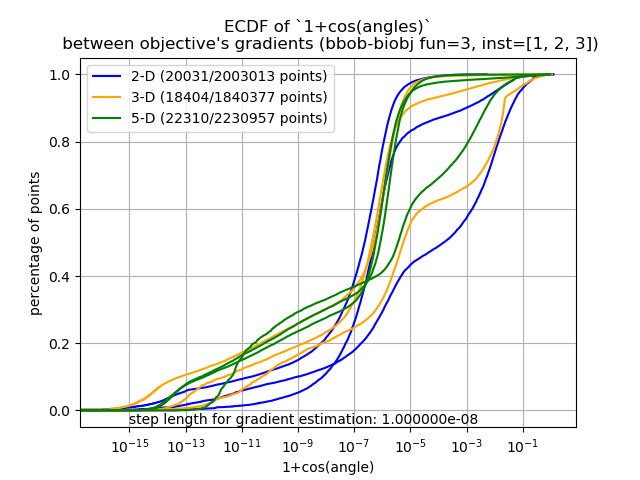 ECDF of `1+cos(angles)`
between objective's gradients (bbob-biobj fun=3, inst=[1, 2, 3])
1.0
2-D (20031/2003013 points)
3-D (18404/1840377 points)
5-D (22310/2230957 points)
0.8
0.6
percentage of points
0.4
0.2
0.0
step length for gradient estimation: 1.000000e-08
10⁻¹⁵ 10⁻¹³ 10⁻¹¹ 10⁻⁹ 10⁻⁷ 10⁻⁵ 10⁻³ 10⁻¹
1+cos(angle)